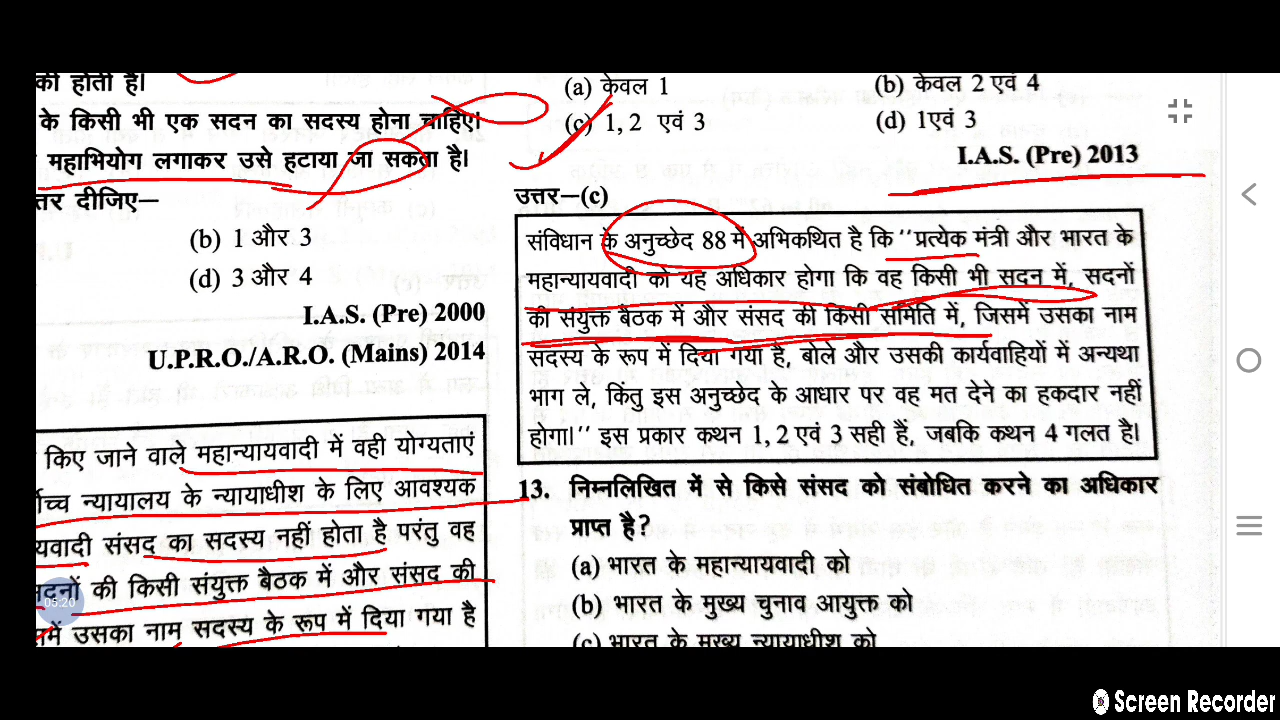 की होती है।
के किसी भी एक सदन का सदस्य होना चाहिए।
महाभियोग लगाकर उसे हटाया जा सकता है।
तर दीजिए—
(b) 1 और 3
(d) 3 और 4
I.A.S. (Pre) 2000
U.P.R.O./A.R.O. (Mains) 2014
किए जाने वाले महान्यायवादी में वही योग्यताएं
च्च न्यायालय के न्यायाधीश के लिए आवश्यक
यवादी संसद का सदस्य नहीं होता है परंतु वह
सदनों की किसी संयुक्त बैठक में और संसद की
05:20
में उसका नाम सदस्य के रूप में दिया गया है
(a) केवल 1
(b) केवल 2 एवं 4
(c) 1, 2 एवं 3
(d) 1एवं 3
I.A.S. (Pre) 2013
उत्तर—(c)
संविधान के अनुच्छेद 88 में अभिकथित है कि "प्रत्येक मंत्री और भारत के
महान्यायवादी को यह अधिकार होगा कि वह किसी भी सदन में, सदनों
की संयुक्त बैठक में और संसद की किसी समिति में, जिसमें उसका नाम
सदस्य के रूप में दिया गया है, बोले और उसकी कार्यवाहियों में अन्यथा
भाग ले, किंतु इस अनुच्छेद के आधार पर वह मत देने का हकदार नहीं
होगा।" इस प्रकार कथन 1, 2 एवं 3 सही हैं, जबकि कथन 4 गलत है।
13. निम्नलिखित में से किसे संसद को संबोधित करने का अधिकार
प्राप्त है?
(a) भारत के महान्यायवादी को
(b) भारत के मुख्य चुनाव आयुक्त को
(c) भारत के मुख्य न्यायाधीश को
Screen Recorder